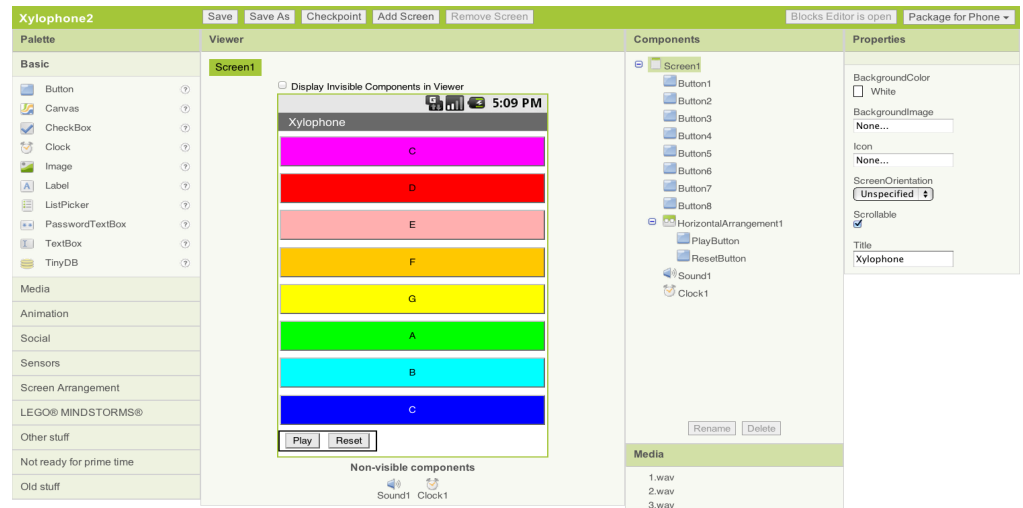 Xylophone2
Save Save As Checkpoint Add Screen Remove Screen
Blocks Editor is open Package for Phone
Palette
Basic
Button ?
Canvas ?
CheckBox ?
Clock ?
Image ?
A Label ?
ListPicker ?
PasswordTextBox ?
TextBox ?
TinyDB ?
Media
Animation
Social
Sensors
Screen Arrangement
LEGO® MINDSTORMS®
Other stuff
Not ready for prime time
Old stuff
Viewer
Screen1
Display Invisible Components in Viewer
5:09 PM
Xylophone
C
D
E
F
G
A
B
C
Play Reset
Non-visible components
Sound1 Clock1
Components
Screen1
Button1
Button2
Button3
Button4
Button5
Button6
Button7
Button8
HorizontalArrangement1
PlayButton
ResetButton
Sound1
Clock1
Rename Delete
Media
1.wav
2.wav
3.wav
Properties
BackgroundColor
White
BackgroundImage
None...
Icon
None...
ScreenOrientation
Unspecified
Scrollable
Title
Xylophone